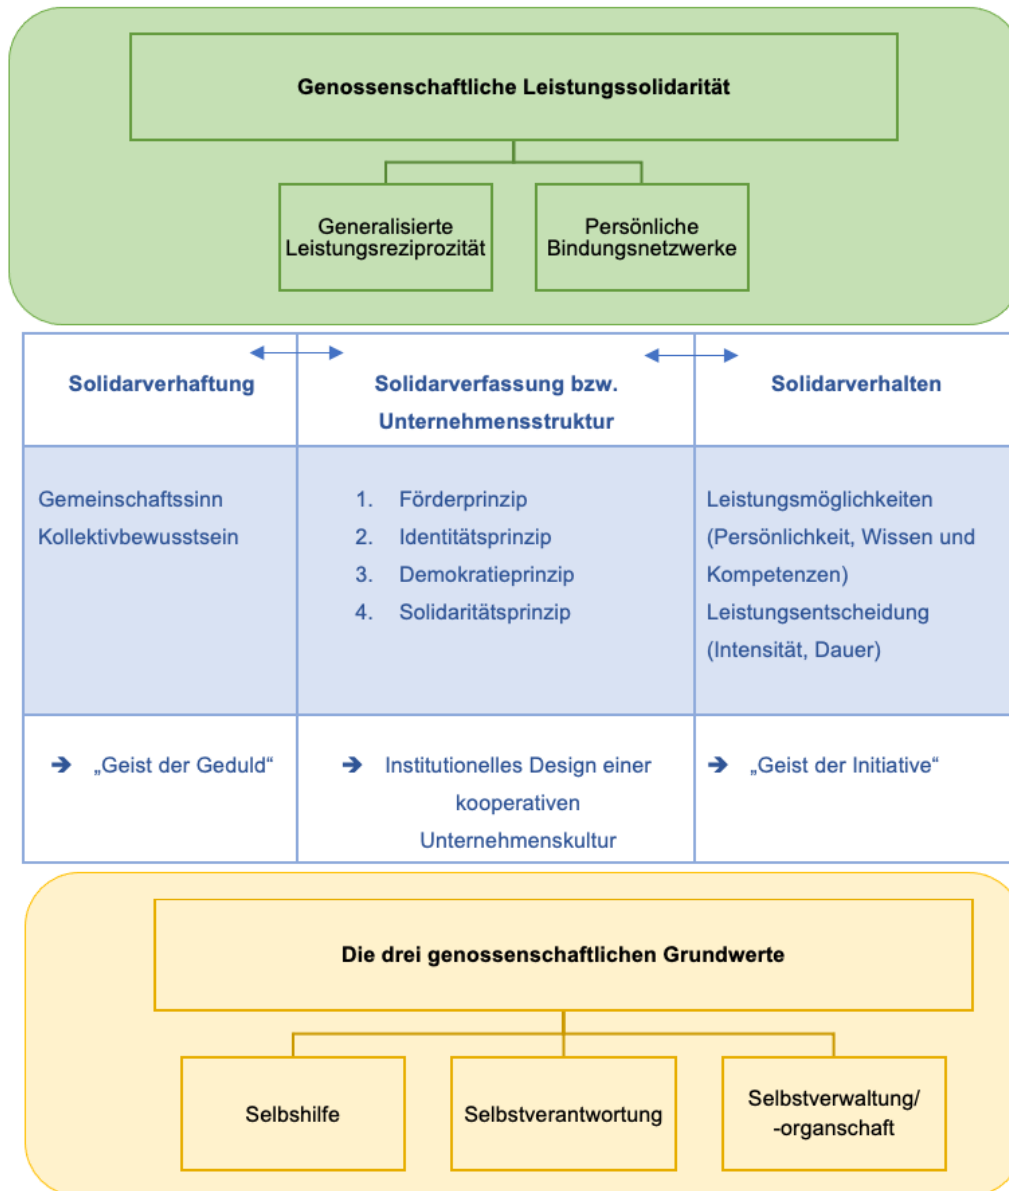 Genossenschaftliche Leistungssolidarität
Generalisierte
Leistungsreziprozität
Persönliche
Bindungsnetzwerke
Solidarverhaftung
Solidarverfassung bzw.
Unternehmensstruktur
Solidarverhalten
Gemeinschaftssinn
Kollektivbewusstsein
1. Förderprinzip
2. Identitätsprinzip
3. Demokratieprinzip
4. Solidaritätsprinzip
Leistungsmöglichkeiten
(Persönlichkeit, Wissen und
Kompetenzen)
Leistungsentscheidung
(Intensität, Dauer)
➔ „Geist der Geduld“
➔ Institutionelles Design einer
kooperativen
Unternehmenskultur
➔ „Geist der Initiative“
Die drei genossenschaftlichen Grundwerte
Selbshilfe
Selbstverantwortung
Selbstverwaltung/
-organschaft